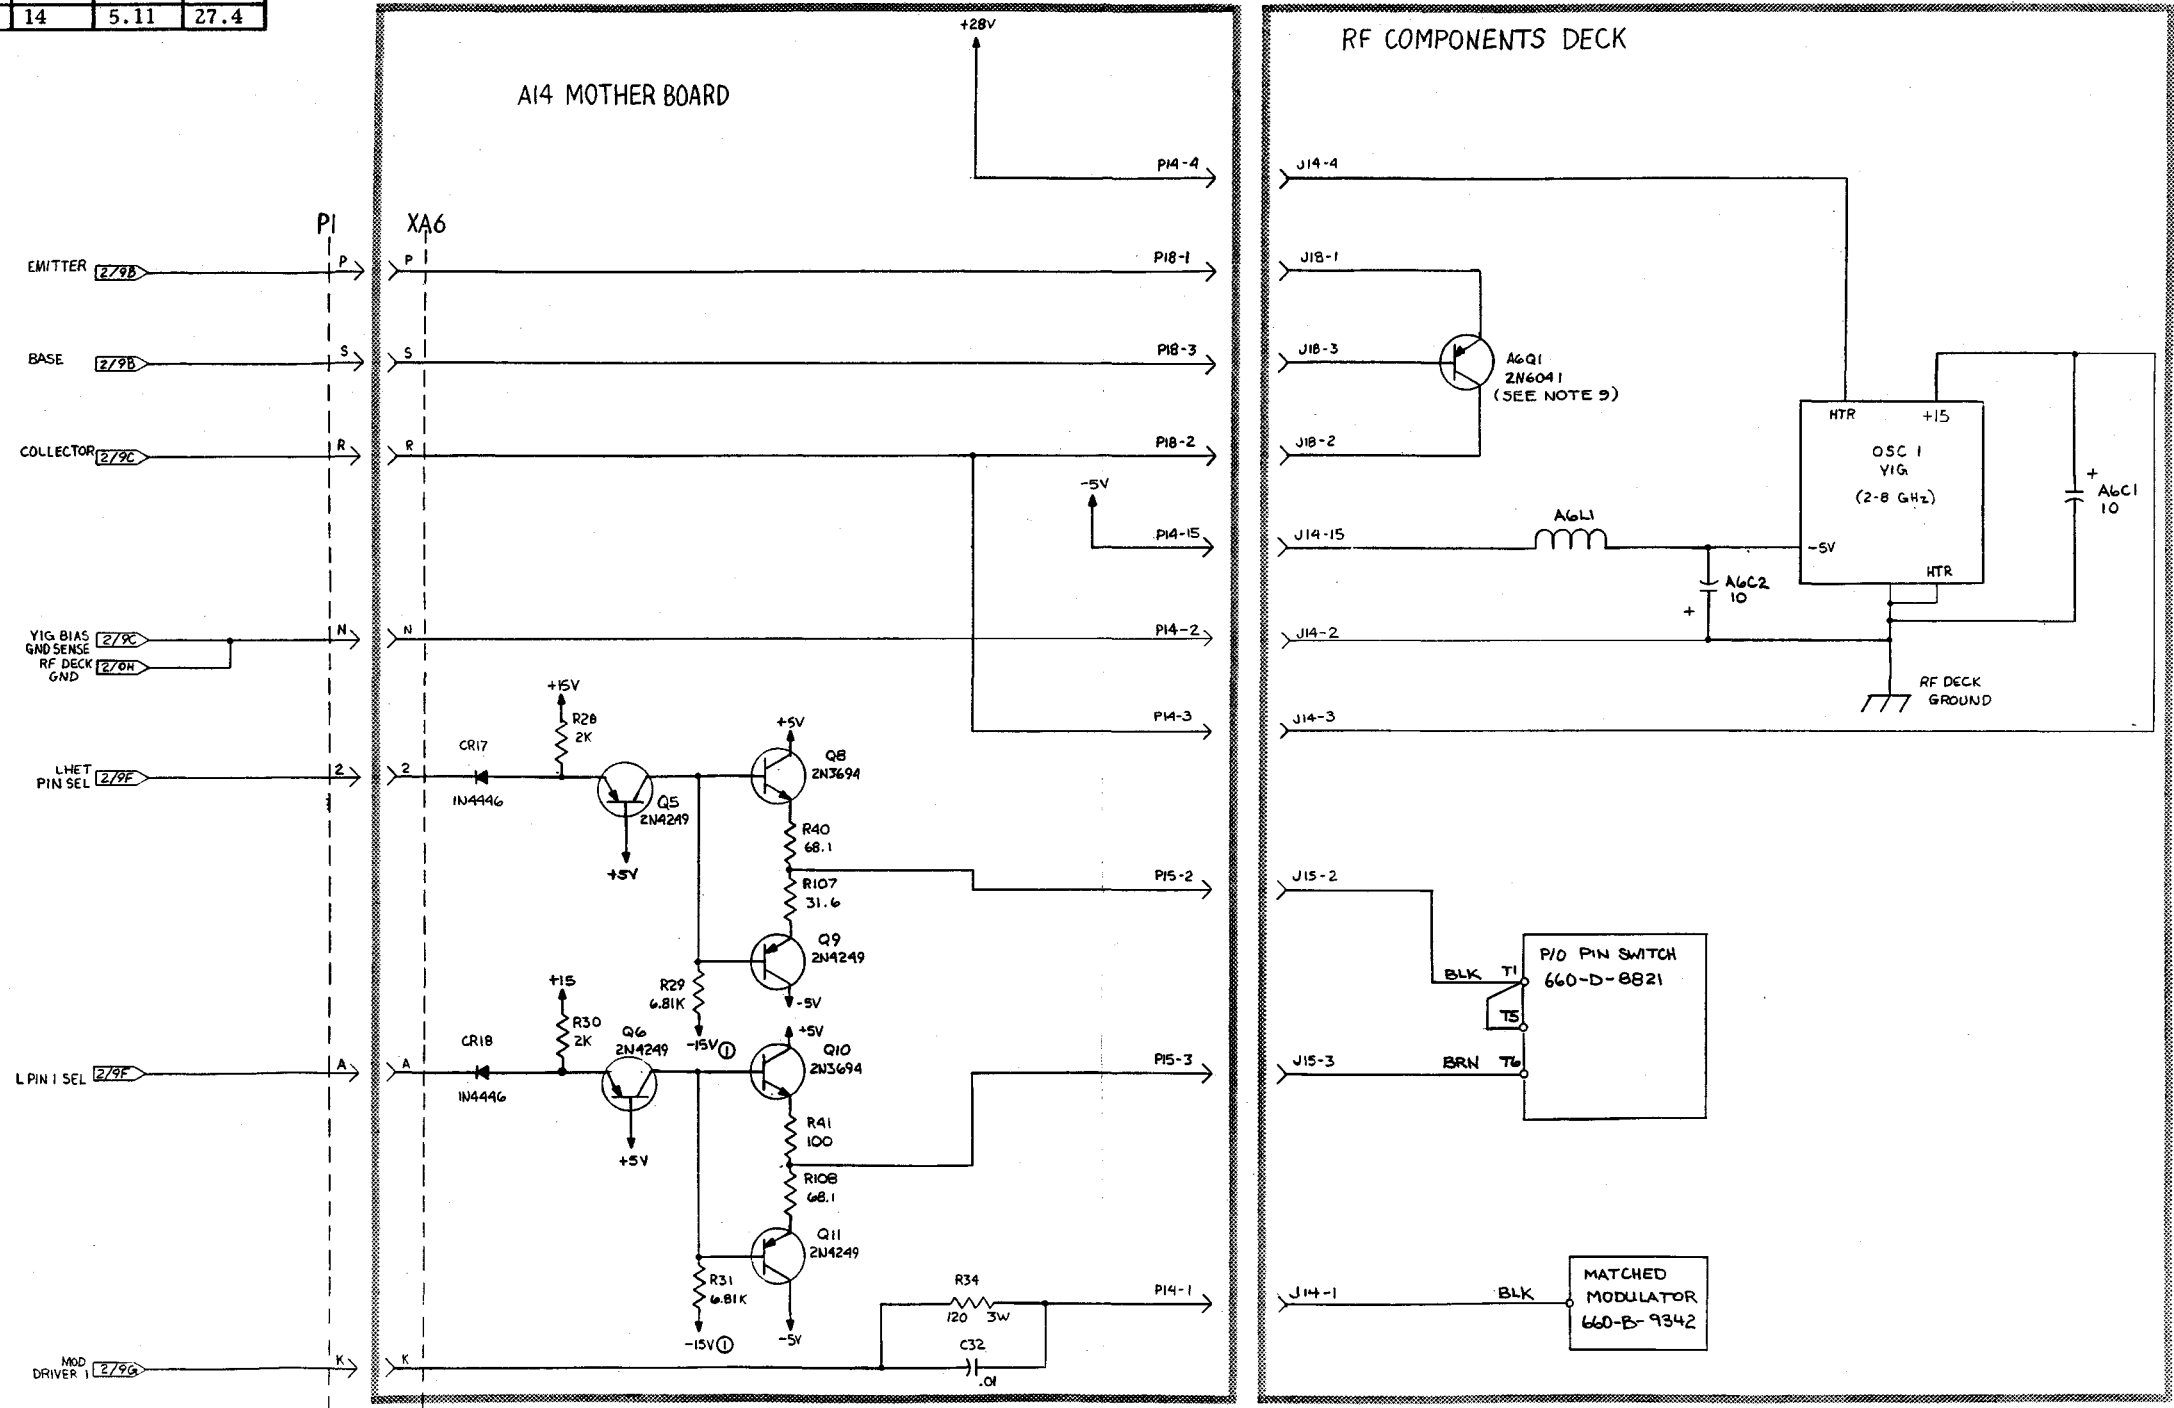 14 5.11 27.4
+28V
RF COMPONENTS DECK
A14 MOTHER BOARD
P14-4
J14-4
P1
XA6
EMITTER 2/9B
P
P
P18-1
J18-1
BASE 2/9B
S
S
P18-3
J18-3
A6Q1
2N6041
(SEE NOTE 9)
HTR
+15
COLLECTOR 2/9C
R
R
P18-2
J18-2
OSC 1
YIG
(2-8 GHz)
+
A6C1
10
-5V
A6L1
P14-15
J14-15
-5V
HTR
A6C2
10
+
YIG BIAS
GND SENSE
2/9C
N
N
P14-2
J14-2
RF DECK
GND
2/0H
RF DECK
GROUND
+15V
R28
2K
+5V
P14-3
J14-3
CR17
Q8
2N3694
LHET
PIN SEL
2/9F
2
2
1N4446
Q5
2N4249
R40
68.1
+5V
P15-2
J15-2
R107
31.6
Q9
2N4249
P/O PIN SWITCH
660-D-8821
BLK T1
+15
R29
6.81K
-5V
R30
2K
T5
CR18
Q6
2N4249
-15V 1
+5V
Q10
2N3694
L PIN 1 SEL 2/9F
A
A
P15-3
J15-3
BRN T6
1N4446
R41
100
+5V
R108
68.1
Q11
2N4249
R31
6.81K
R34
120 3W
P14-1
J14-1
BLK
MATCHED
MODULATOR
660-B-9342
-15V 1
-5V
C32
.01
MOD
DRIVER 1
2/9G
K
K